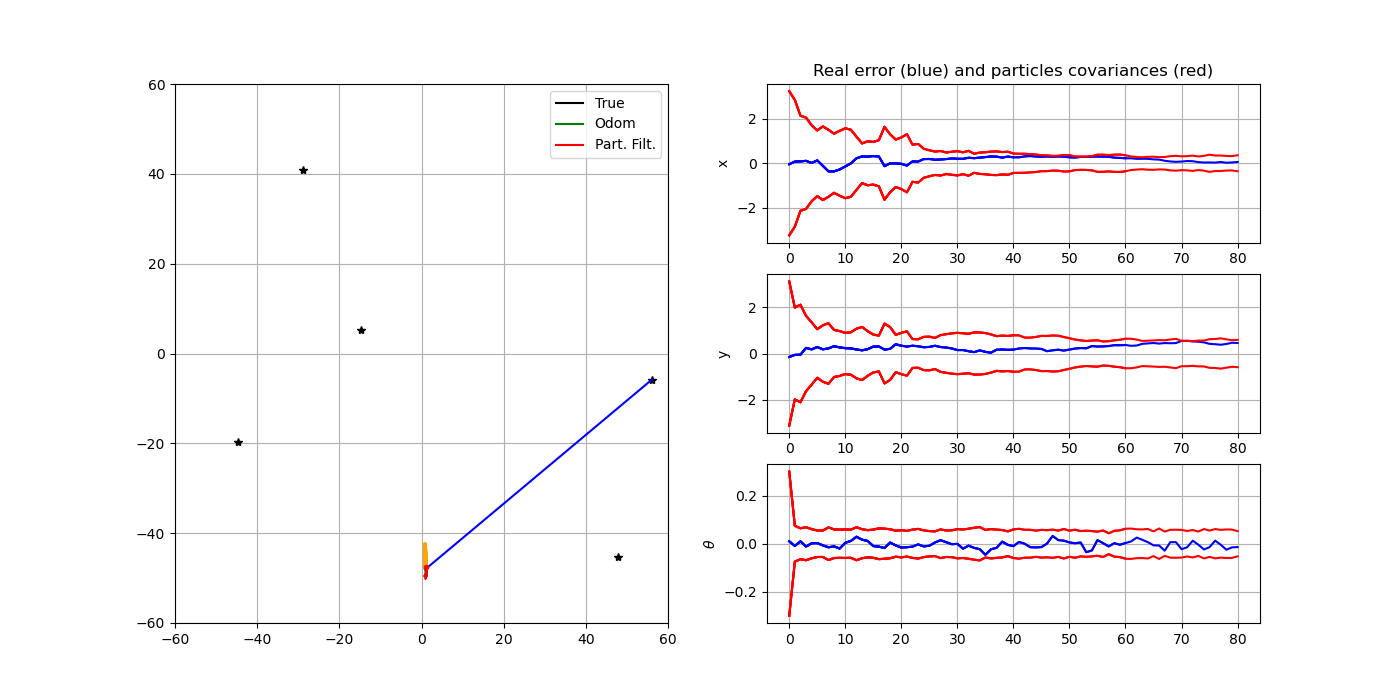 60
40
20
0
−20
−40
−60
−60 −40 −20 0 20 40 60
True
Odom
Part. Filt.
Real error (blue) and particles covariances (red)
x
2
0
−2
0 10 20 30 40 50 60 70 80
y
2
0
−2
0 10 20 30 40 50 60 70 80
θ
0.2
0.0
−0.2
0 10 20 30 40 50 60 70 80